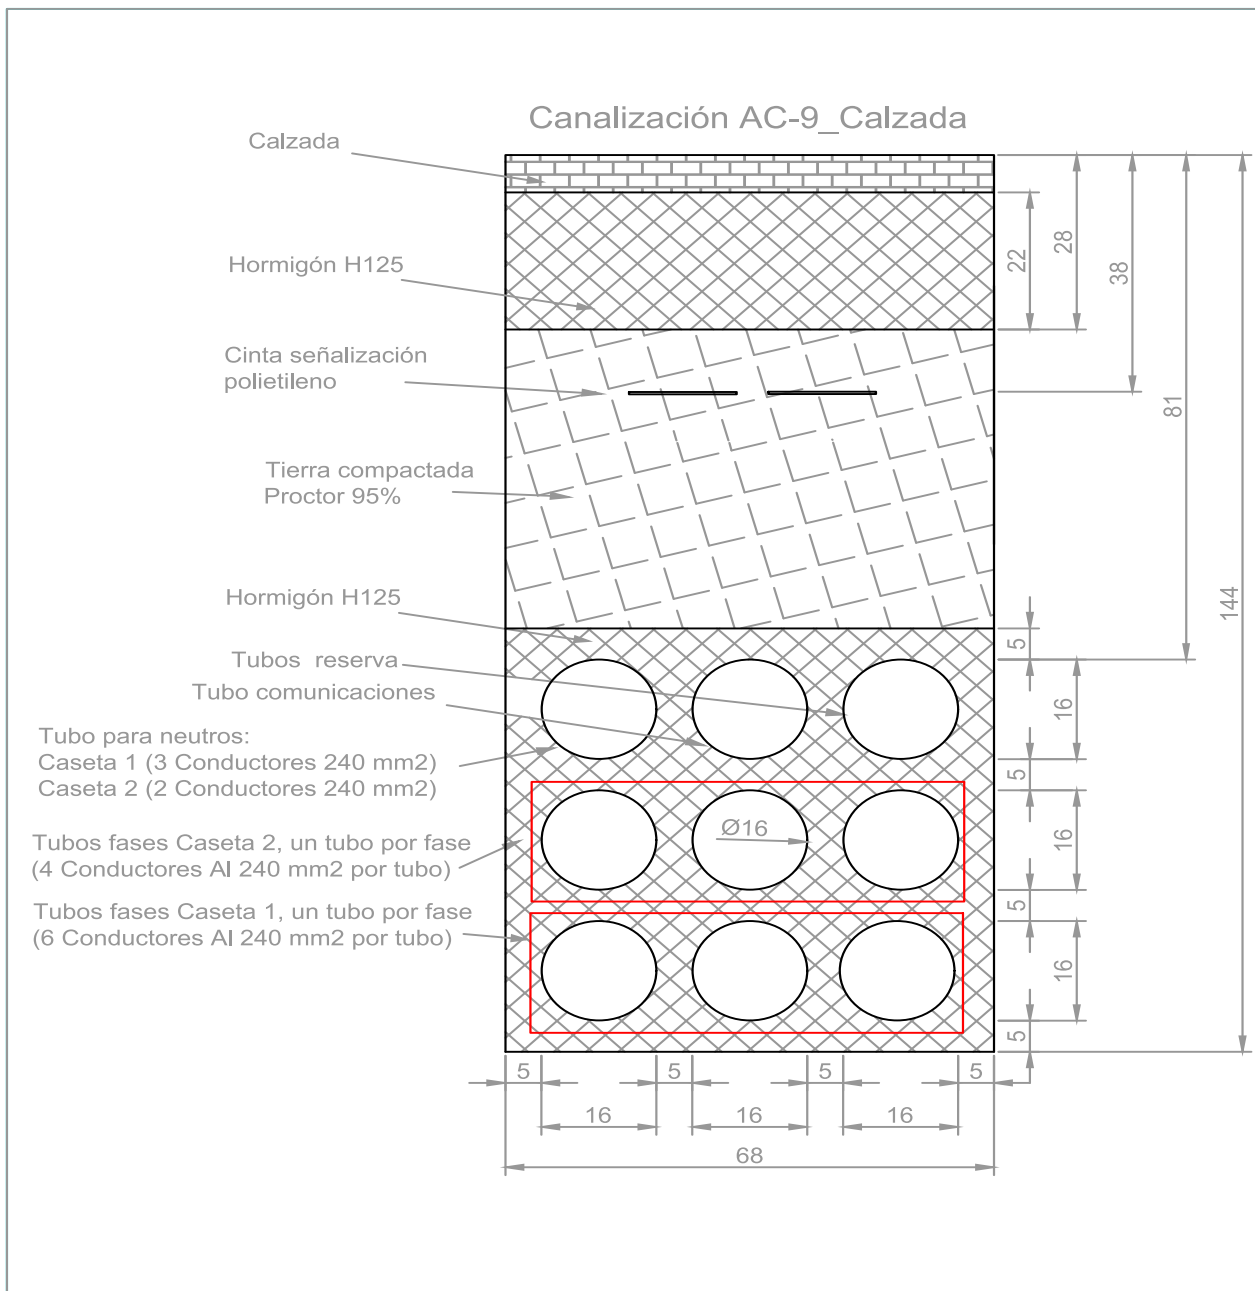 Canalización AC-9_Calzada
Calzada
Hormigón H125
Cinta señalización
polietileno
Tierra compactada
Proctor 95%
Hormigón H125
Tubos reserva
Tubo comunicaciones
Tubo para neutros:
Caseta 1 (3 Conductores 240 mm2)
Caseta 2 (2 Conductores 240 mm2)
Tubos fases Caseta 2, un tubo por fase
(4 Conductores Al 240 mm2 por tubo)
Tubos fases Caseta 1, un tubo por fase
(6 Conductores Al 240 mm2 por tubo)
Ø16
22
28
38
81
144
5
16
5
16
5
16
5
5
5
5
5
16
16
16
68